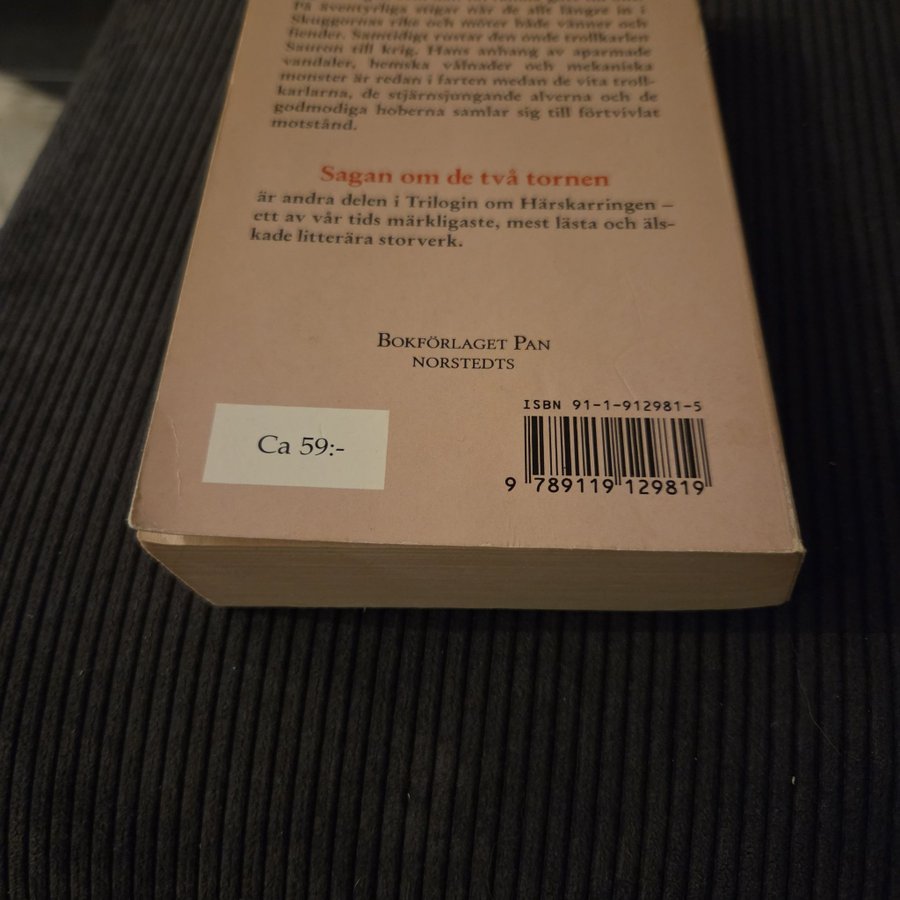 På äventyrliga stigar når de allt längre in i
Skuggornas rike och möter både vänner och
fiender. Samtidigt rustar den onde trollkarlen
Sauron till krig. Hans anhang av aparmade
vandaler, hemska vålnader och mekaniska
monster är redan i farten medan de vita troll-
karlarna, de stjärnsjungande alverna och de
godmodiga hoberna samlar sig till förtvivlat
motstånd.
Sagan om de två tornen
är andra delen i Trilogin om Härskarringen –
ett av vår tids märkligaste, mest lästa och äls-
kade litterära storverk.
BOKFÖRLAGET PAN
NORSTEDTS
Ca 59:-
ISBN 91-1-912981-5
9 789119 129819